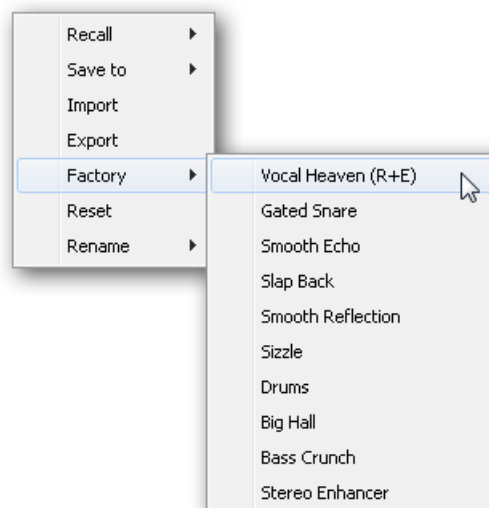 Recall
Save to
Import
Export
Factory
Reset
Rename
Vocal Heaven (R+E)
Gated Snare
Smooth Echo
Slap Back
Smooth Reflection
Sizzle
Drums
Big Hall
Bass Crunch
Stereo Enhancer